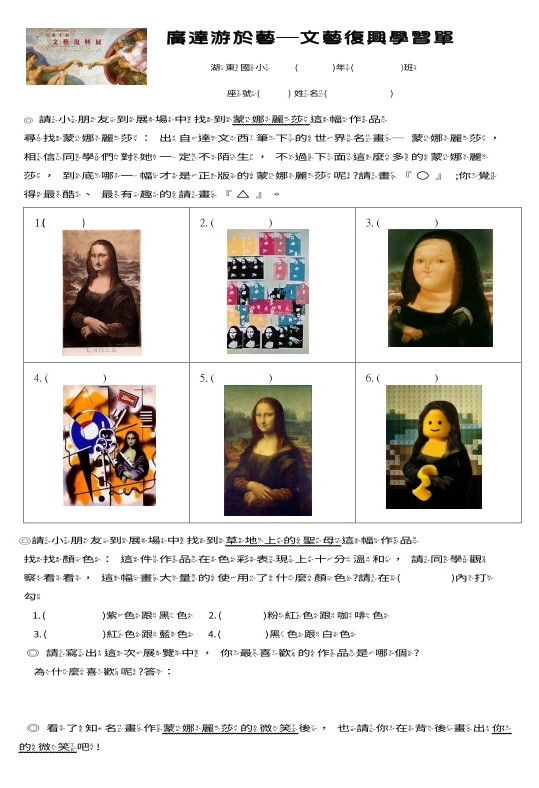 文藝復興展
廣達游於藝—文藝復興學習單
湖東國小 ( )年( )班
座號( ) 姓名( )
◎ 請小朋友到展場中找到蒙娜麗莎這幅作品
尋找蒙娜麗莎： 出自達文西筆下的世界名畫— 蒙娜麗莎，
相信同學們對她一定不陌生， 不過下面這麼多的蒙娜麗
莎， 到底哪一幅才是正版的蒙娜麗莎呢?請畫『○』 ;你覺
得最酷、 最有趣的請畫『△』。
1.( )
2. ( )
3. ( )
L.H.O.O.Q
4. ( )
5. ( )
6. ( )
◎請小朋友到展場中找到草地上的聖母這幅作品
找找顏色： 這件作品在色彩表現上十分溫和， 請同學觀
察看看， 這幅畫大量的使用了什麼顏色?請在( )內打
勾
1.( )紫色跟黑色 2.( )粉紅色跟咖啡色
3.( )紅色跟藍色 4.( )黑色跟白色
◎ 請寫出這次展覽中， 你最喜歡的作品是哪個?
為什麼喜歡呢?答：
◎ 看了知名畫作蒙娜麗莎的微笑後， 也請你在背後畫出你
的微笑吧!